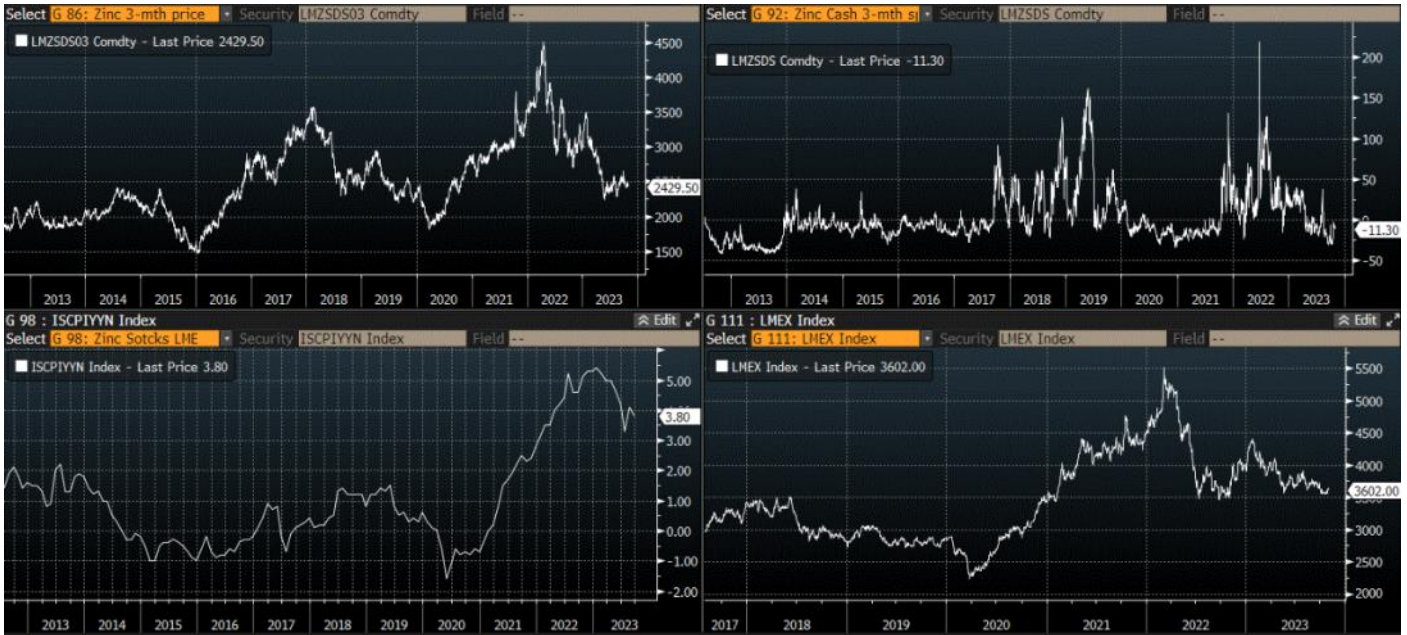 Select G 86: Zinc 3-mth price Security LMZSDS03 Comdty Field --
LMZSDS03 Comdty - Last Price 2429.50
4500
4000
3500
3000
2429.50
2000
1500
2013 2014 2015 2016 2017 2018 2019 2020 2021 2022 2023
Select G 92: Zinc Cash 3-mth sp Security LMZSDS Comdty Field --
LMZSDS Comdty - Last Price -11.30
200
150
100
50
0
-11.30
-50
2013 2014 2015 2016 2017 2018 2019 2020 2021 2022 2023
G 98 : ISCPIYYN Index Edit
Select G 98: Zinc Sotcks LME Security ISCPIYYN Index Field --
ISCPIYYN Index - Last Price 3.80
5.00
3.80
3.00
2.00
1.00
0.00
-1.00
-2.00
2013 2014 2015 2016 2017 2018 2019 2020 2021 2022 2023
G 111 : LMEX Index Edit
Select G 111: LMEX Index Security LMEX Index Field --
LMEX Index - Last Price 3602.00
5500
5000
4500
4000
3602.00
3000
2500
2000
2017 2018 2019 2020 2021 2022 2023